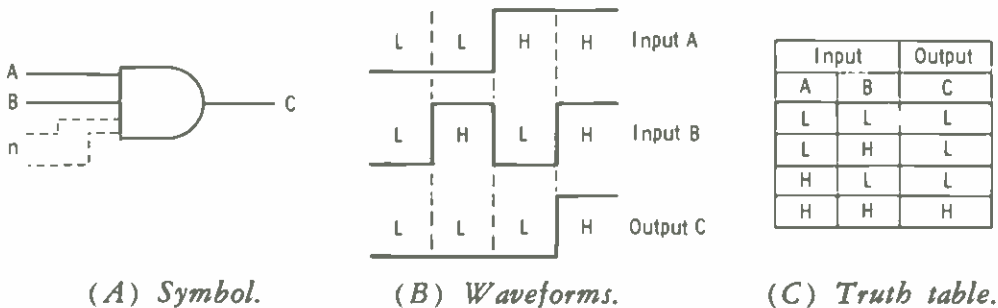 A
B
n
C
L L H H Input A
L H L H Input B
L L L H Output C
Input Output
A B C
L L L
L H L
H L L
H H H
(A) Symbol.
(B) Waveforms.
(C) Truth table.